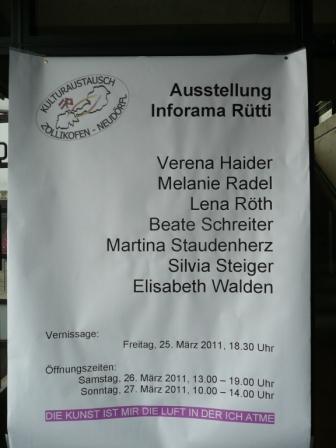 KULTURAUSTAUSCH
ZOLLIKOFEN - NEUDÖRFL
Ausstellung
Inforama Rütti
Verena Haider
Melanie Radel
Lena Röth
Beate Schreiter
Martina Staudenherz
Silvia Steiger
Elisabeth Walden
Vernissage:
Freitag, 25. März 2011, 18.30 Uhr
Öffnungszeiten:
Samstag, 26. März 2011, 13.00 – 19.00 Uhr
Sonntag, 27. März 2011, 10.00 – 14.00 Uhr
DIE KUNST IST MIR DIE LUFT IN DER ICH ATME